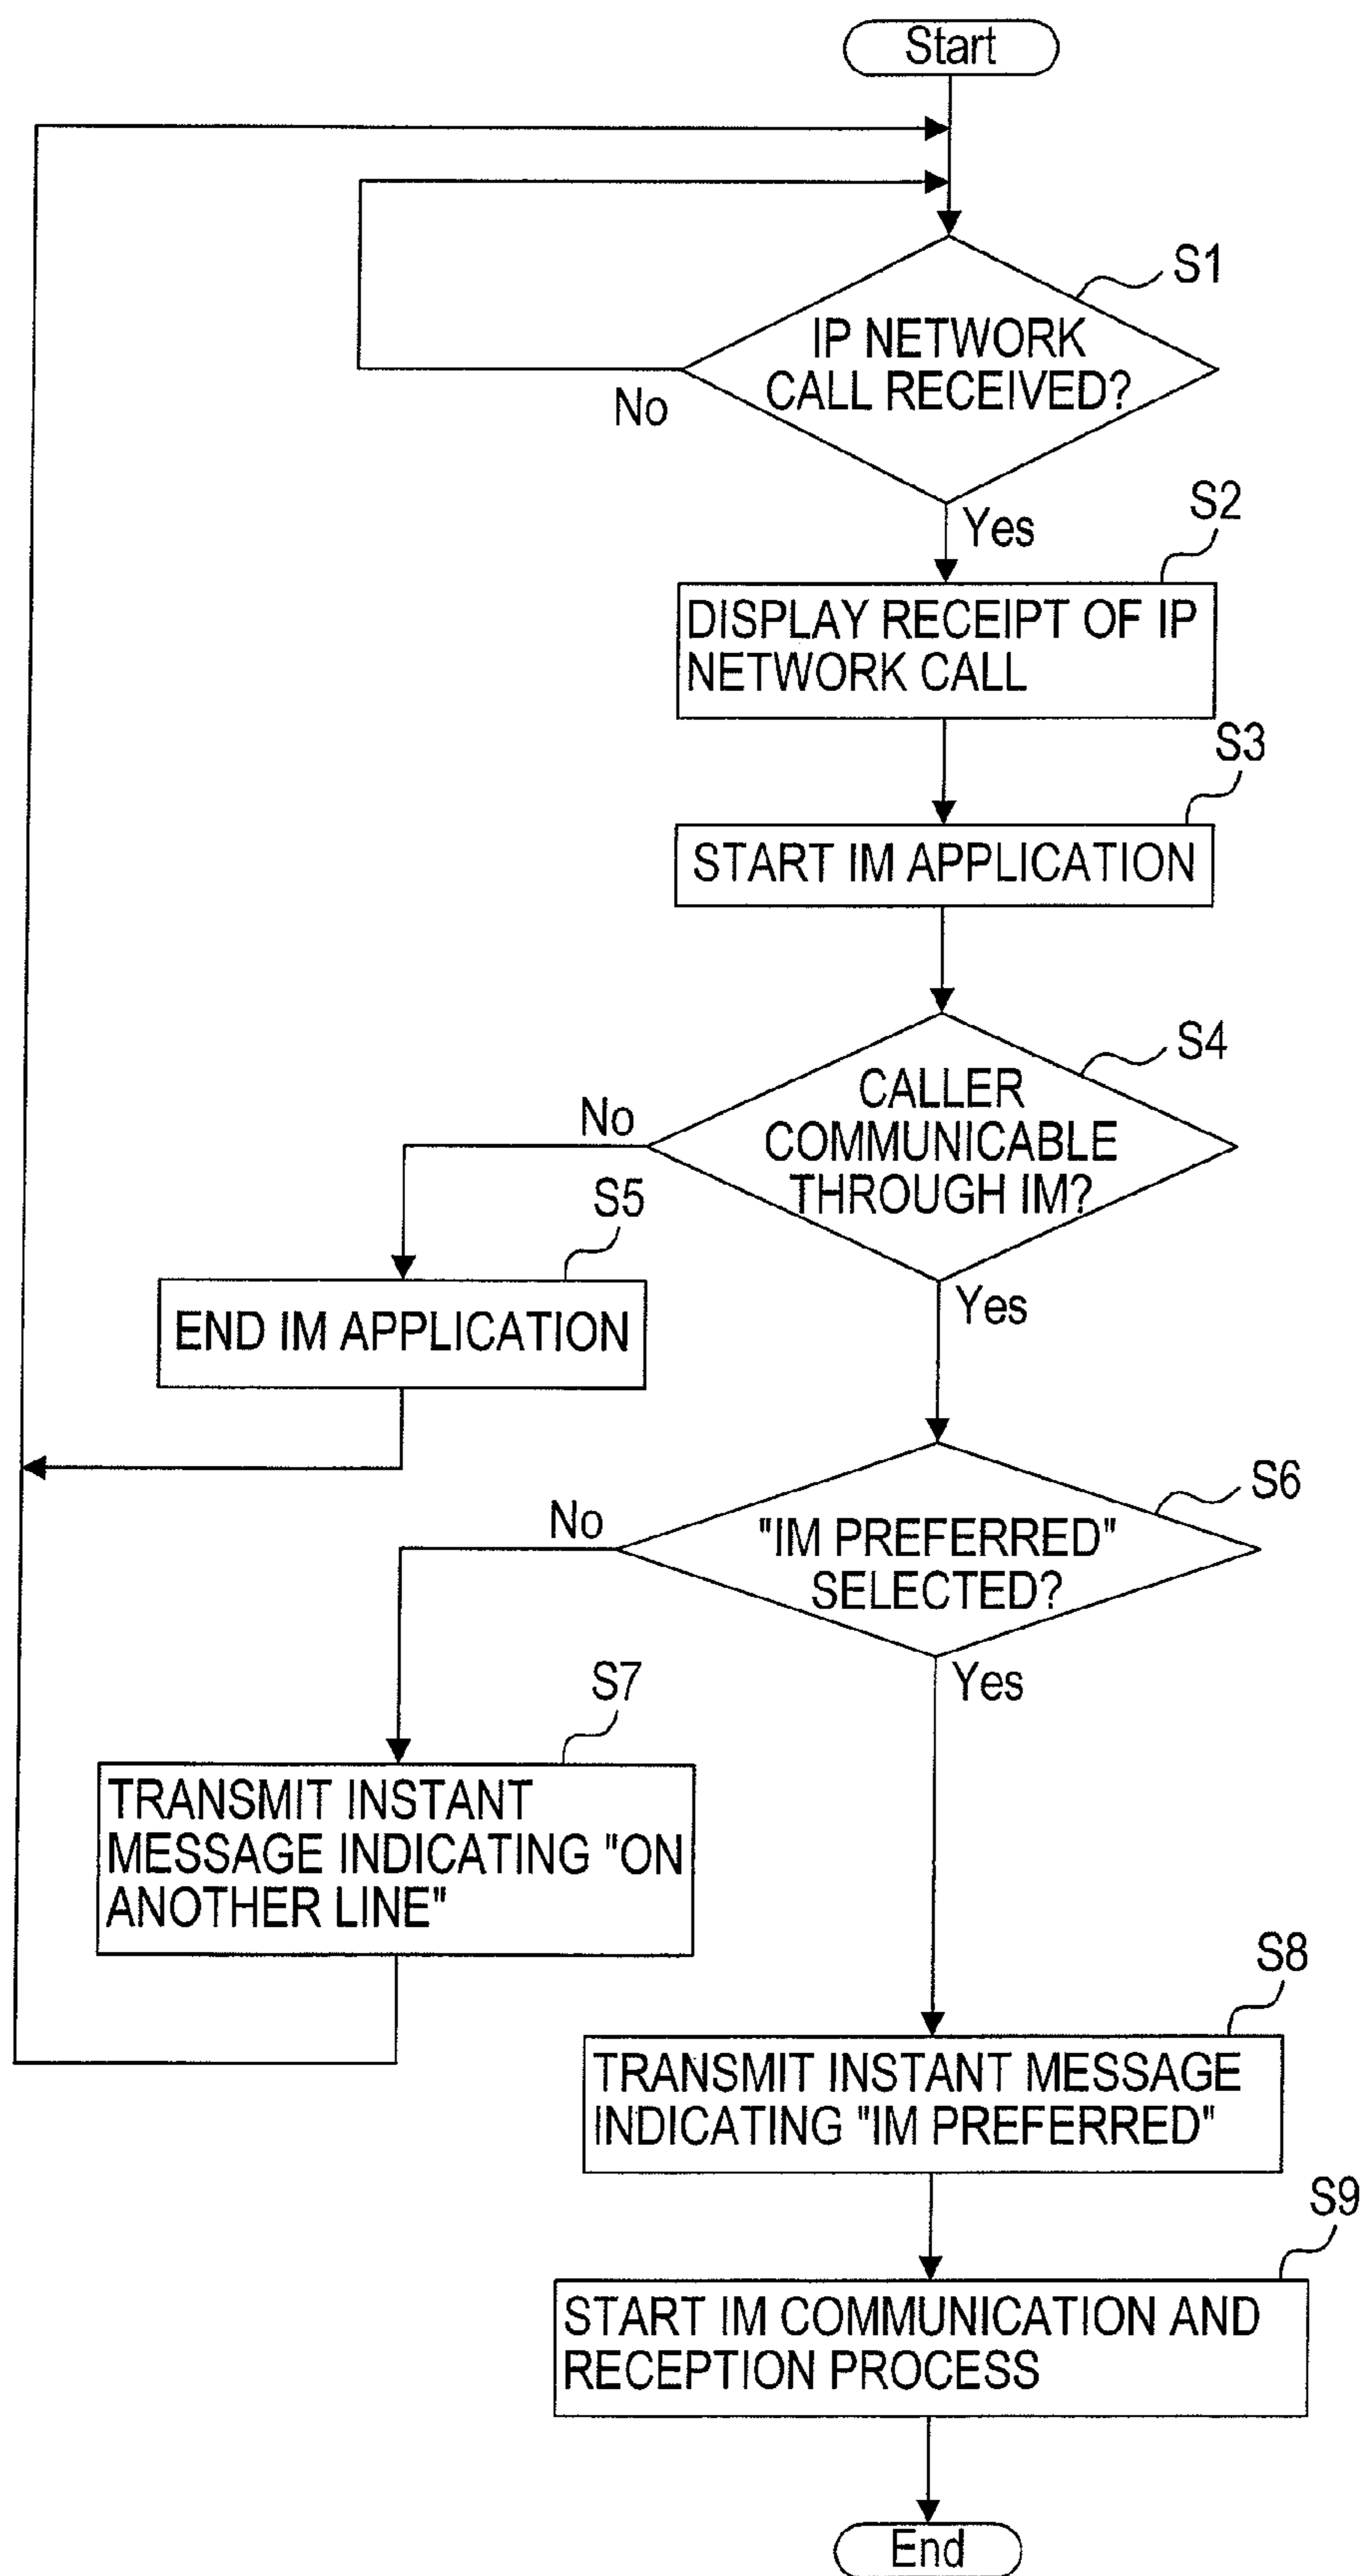 Start
S1
IP NETWORK
CALL RECEIVED?
No
Yes
S2
DISPLAY RECEIPT OF IP
NETWORK CALL
S3
START IM APPLICATION
S4
CALLER
COMMUNICABLE
THROUGH IM?
No
Yes
S5
END IM APPLICATION
S6
"IM PREFERRED"
SELECTED?
No
Yes
S7
TRANSMIT INSTANT
MESSAGE INDICATING "ON
ANOTHER LINE"
S8
TRANSMIT INSTANT MESSAGE
INDICATING "IM PREFERRED"
S9
START IM COMMUNICATION AND
RECEPTION PROCESS
End